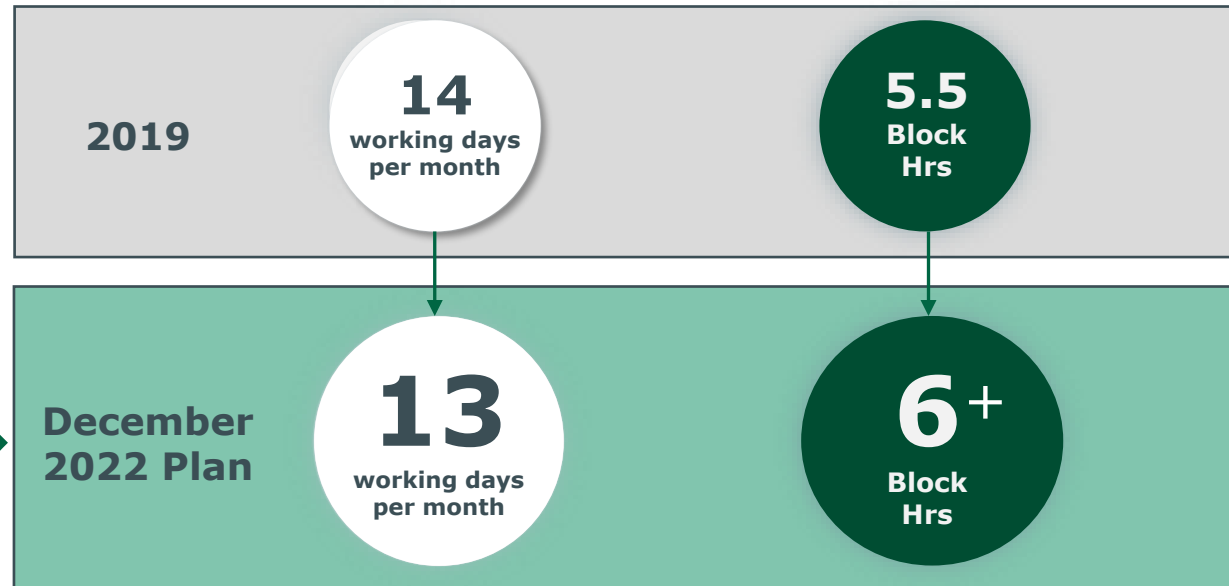 2019
14
working days
per month
5.5
Block
Hrs
December
2022 Plan
13
working days
per month
6+
Block
Hrs